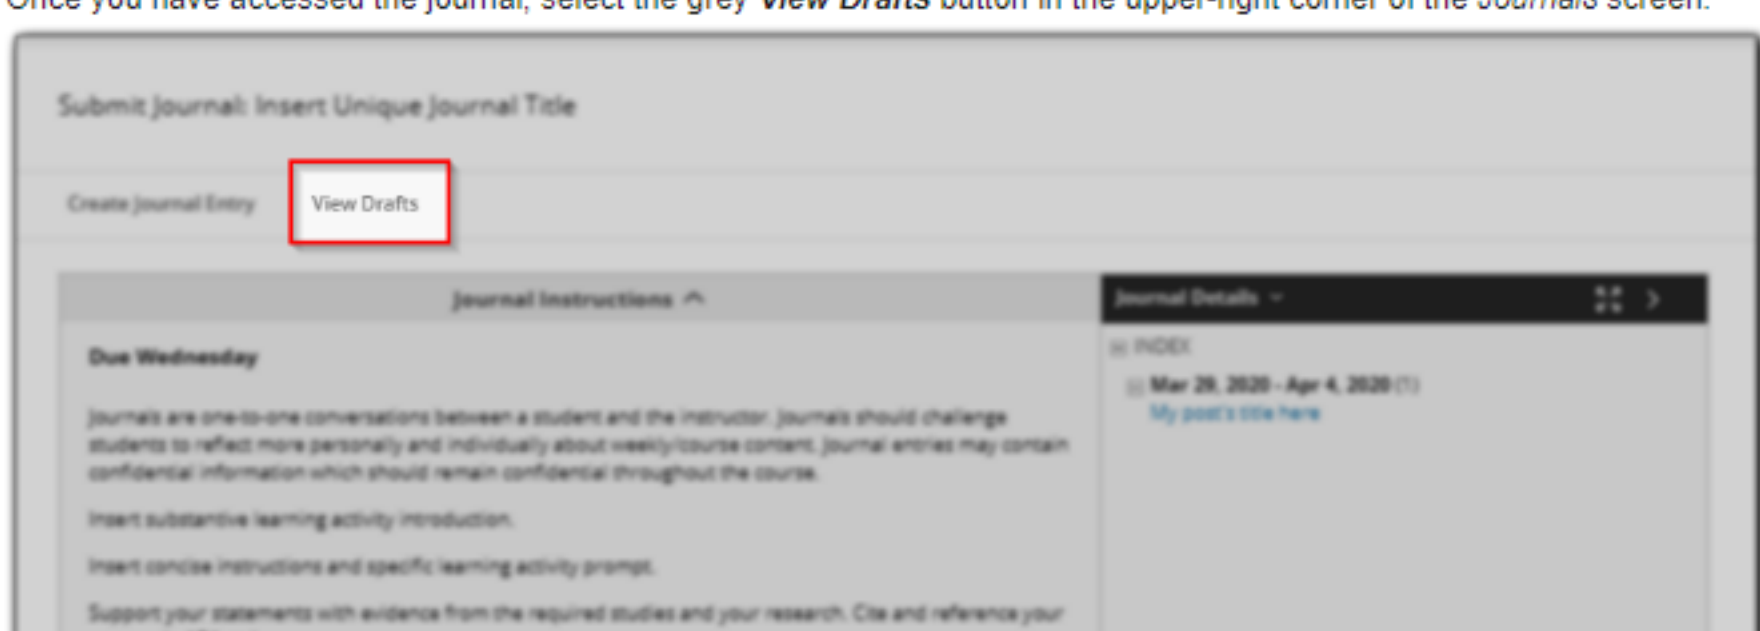 Once you have accessed the journal, select the grey View Drafts button in the upper-right corner of the Journals screen.
Submit Journal: Insert Unique Journal Title
Create Journal Entry View Drafts
Journal Instructions
Journal Details
Due Wednesday
INDEX
Mar 29, 2020 - Apr 4, 2020 (1)
My post's title here
Journals are one-to-one conversations between a student and the instructor. Journals should challenge
students to reflect more personally and individually about weekly/course content. Journal entries may contain
confidential information which should remain confidential throughout the course.
Insert substantive learning activity introduction.
Insert concise instructions and specific learning activity prompt.
Support your statements with evidence from the required studies and your research. Cite and reference your